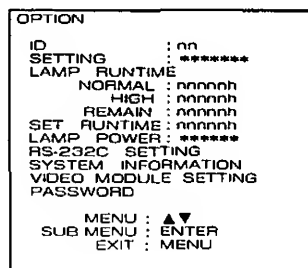 OPTION
ID : nn
SETTING : *******
LAMP RUNTIME
NORMAL : nnnnnh
HIGH : nnnnnh
REMAIN : nnnnnh
SET RUNTIME : nnnnnh
LAMP POWER : ******
RS-232C SETTING
SYSTEM INFORMATION
VIDEO MODULE SETTING
PASSWORD
MENU : ▲▼
SUB MENU : ENTER
EXIT : MENU